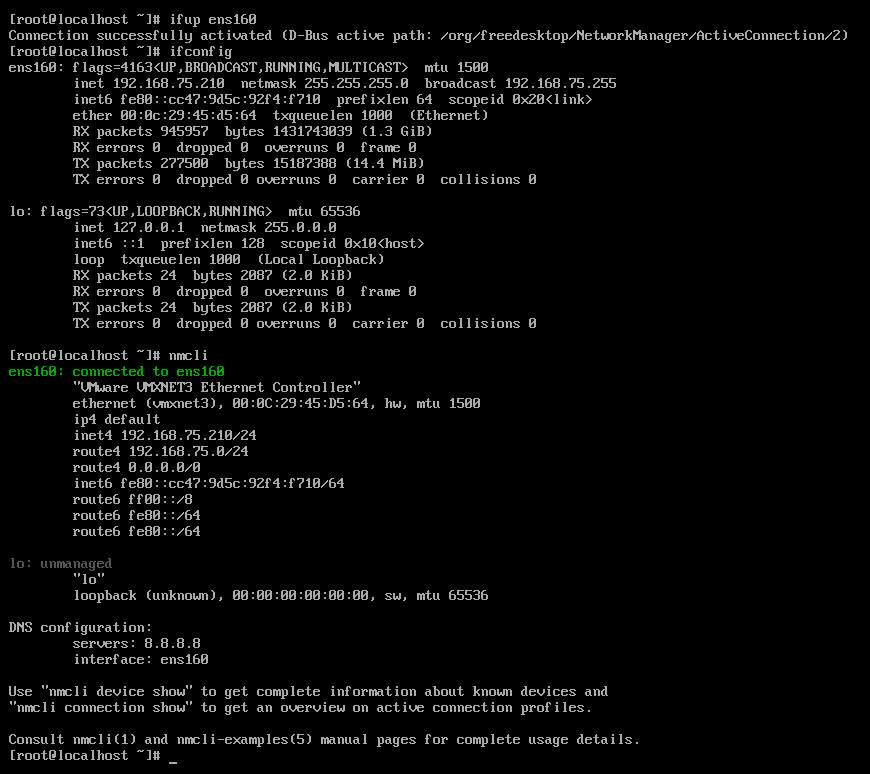 [root@localhost ~]# ifup ens160
Connection successfully activated (D-Bus active path: /org/freedesktop/NetworkManager/ActiveConnection/2)
[root@localhost ~]# ifconfig
ens160: flags=4163<UP,BROADCAST,RUNNING,MULTICAST>  mtu 1500
        inet 192.168.75.210  netmask 255.255.255.0  broadcast 192.168.75.255
        inet6 fe80::cc47:9d5c:92f4:f710  prefixlen 64  scopeid 0x20<link>
        ether 00:0c:29:45:d5:64  txqueuelen 1000  (Ethernet)
        RX packets 945957  bytes 1431743039 (1.3 GiB)
        RX errors 0  dropped 0  overruns 0  frame 0
        TX packets 277500  bytes 15187388 (14.4 MiB)
        TX errors 0  dropped 0 overruns 0  carrier 0  collisions 0

lo: flags=73<UP,LOOPBACK,RUNNING>  mtu 65536
        inet 127.0.0.1  netmask 255.0.0.0
        inet6 ::1  prefixlen 128  scopeid 0x10<host>
        loop  txqueuelen 1000  (Local Loopback)
        RX packets 24  bytes 2087 (2.0 KiB)
        RX errors 0  dropped 0  overruns 0  frame 0
        TX packets 24  bytes 2087 (2.0 KiB)
        TX errors 0  dropped 0 overruns 0  carrier 0  collisions 0

[root@localhost ~]# nmcli
ens160: connected to ens160
        "VMware VMXNET3 Ethernet Controller"
        ethernet (vmxnet3), 00:0C:29:45:D5:64, hw, mtu 1500
        ip4 default
        inet4 192.168.75.210/24
        route4 192.168.75.0/24
        route4 0.0.0.0/0
        inet6 fe80::cc47:9d5c:92f4:f710/64
        route6 ff00::/8
        route6 fe80::/64
        route6 fe80::/64

lo: unmanaged
        "lo"
        loopback (unknown), 00:00:00:00:00:00, sw, mtu 65536

DNS configuration:
        servers: 8.8.8.8
        interface: ens160

Use "nmcli device show" to get complete information about known devices and
"nmcli connection show" to get an overview on active connection profiles.

Consult nmcli(1) and nmcli-examples(5) manual pages for complete usage details.
[root@localhost ~]# _